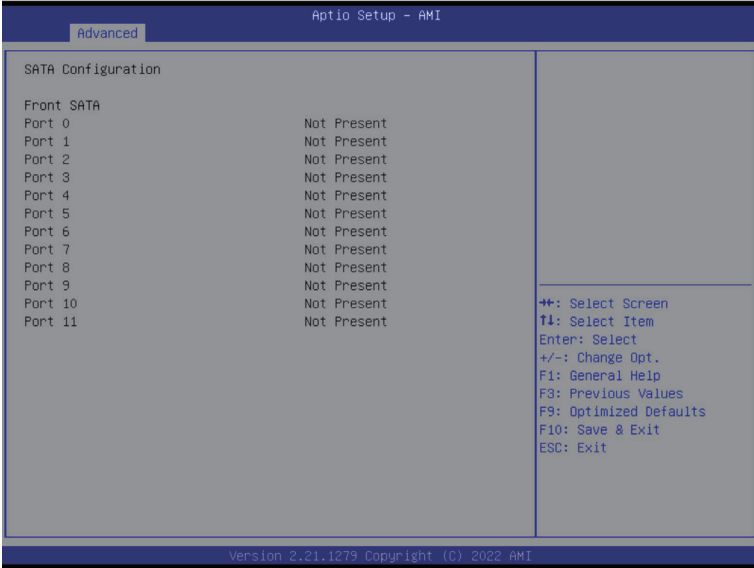 Aptio Setup – AMI
Advanced
SATA Configuration
Front SATA
Port 0 Not Present
Port 1 Not Present
Port 2 Not Present
Port 3 Not Present
Port 4 Not Present
Port 5 Not Present
Port 6 Not Present
Port 7 Not Present
Port 8 Not Present
Port 9 Not Present
Port 10 Not Present
Port 11 Not Present
→←: Select Screen
↑↓: Select Item
Enter: Select
+/-: Change Opt.
F1: General Help
F3: Previous Values
F9: Optimized Defaults
F10: Save & Exit
ESC: Exit
Version 2.21.1279 Copyright (C) 2022 AMI